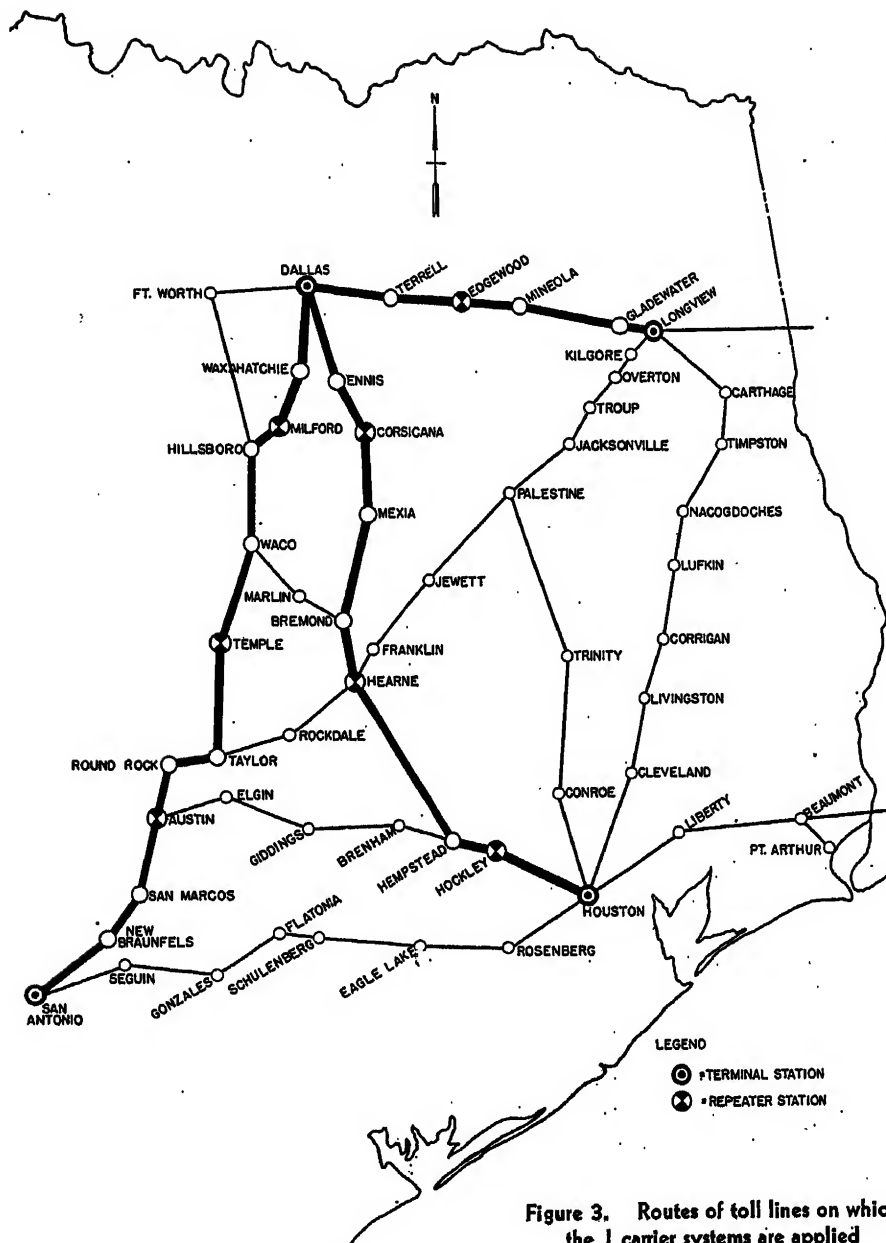 N
DALLAS
FT. WORTH
TERRELL
EDGEWOOD
MINEOLA
GLADEWATER
LONGVIEW
KILGORE
WAXAHATCHIE
ENNIS
OVERTON
CARTHAGE
TROUP
MILFORD
CORSICANA
HILLSBORO
JACKSONVILLE
TIMPSTON
PALESTINE
MEXIA
NACOGDOCHES
WACO
LUFKIN
JEWETT
MARLIN
BREMOND
TEMPLE
FRANKLIN
TRINITY
CORRIGAN
HEARNE
LIVINGSTON
ROCKDALE
ROUND ROCK
TAYLOR
CLEVELAND
ELGIN
CONROE
AUSTIN
GIDDINGS
BRENHAM
HEMPSTEAD
HOCKLEY
LIBERTY
BEAUMONT
PT. ARTHUR
SAN MARCOS
HOUSTON
NEW
BRAUNFELS
FLATONIA
SEGUIN
GONZALES
SCHULENBERG
EAGLE LAKE
ROSENBERG
SAN
ANTONIO
LEGEND
=TERMINAL STATION
=REPEATER STATION
Figure 3. Routes of toll lines on whic
the J carrier systems are applied